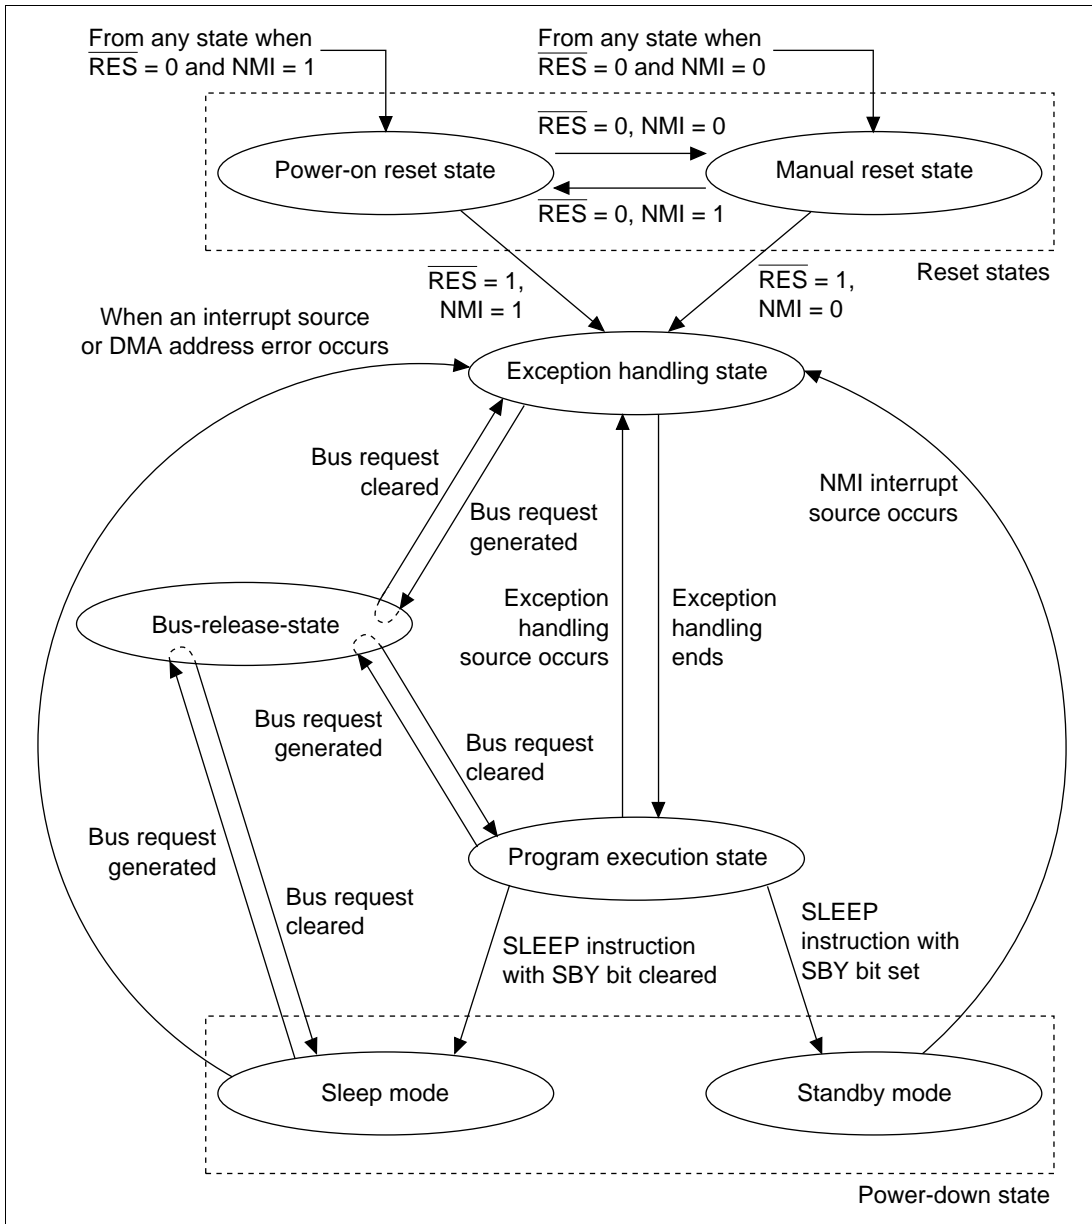 From any state when
RES = 0 and NMI = 1
From any state when
RES = 0 and NMI = 0
RES = 0, NMI = 0
Power-on reset state
Manual reset state
RES = 0, NMI = 1
Reset states
RES = 1,
NMI = 1
RES = 1,
NMI = 0
When an interrupt source
or DMA address error occurs
Exception handling state
Bus request
cleared
Bus request
generated
NMI interrupt
source occurs
Exception
handling
source occurs
Exception
handling
ends
Bus-release-state
Bus request
generated
Bus request
cleared
Bus request
generated
Bus request
cleared
Program execution state
SLEEP instruction
with SBY bit cleared
SLEEP
instruction with
SBY bit set
Sleep mode
Standby mode
Power-down state